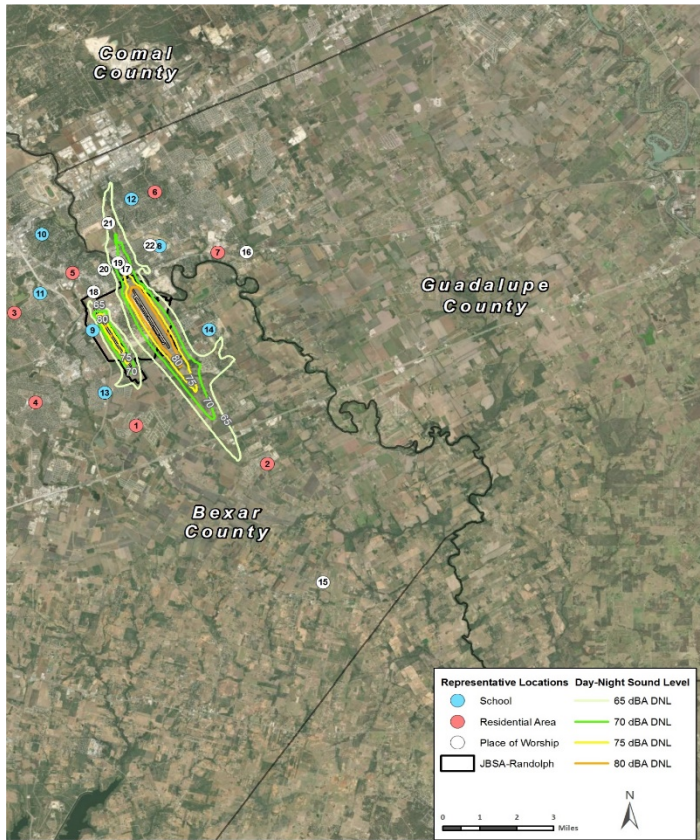 Comal
County
12
6
21
10
22
8
7
16
19
20
17
5
Guadalupe
County
11
18
65
3
80
9
14
75
80
70
75
13
70
4
65
1
2
Bexar
County
15
Representative Locations
Day-Night Sound Level
School
65 dBA DNL
Residential Area
70 dBA DNL
Place of Worship
75 dBA DNL
JBSA-Randolph
80 dBA DNL
N
0 1 2 3
Miles